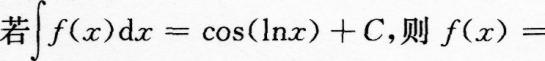 若∫f(x)dx = cos(lnx) + C,则 f(x) =